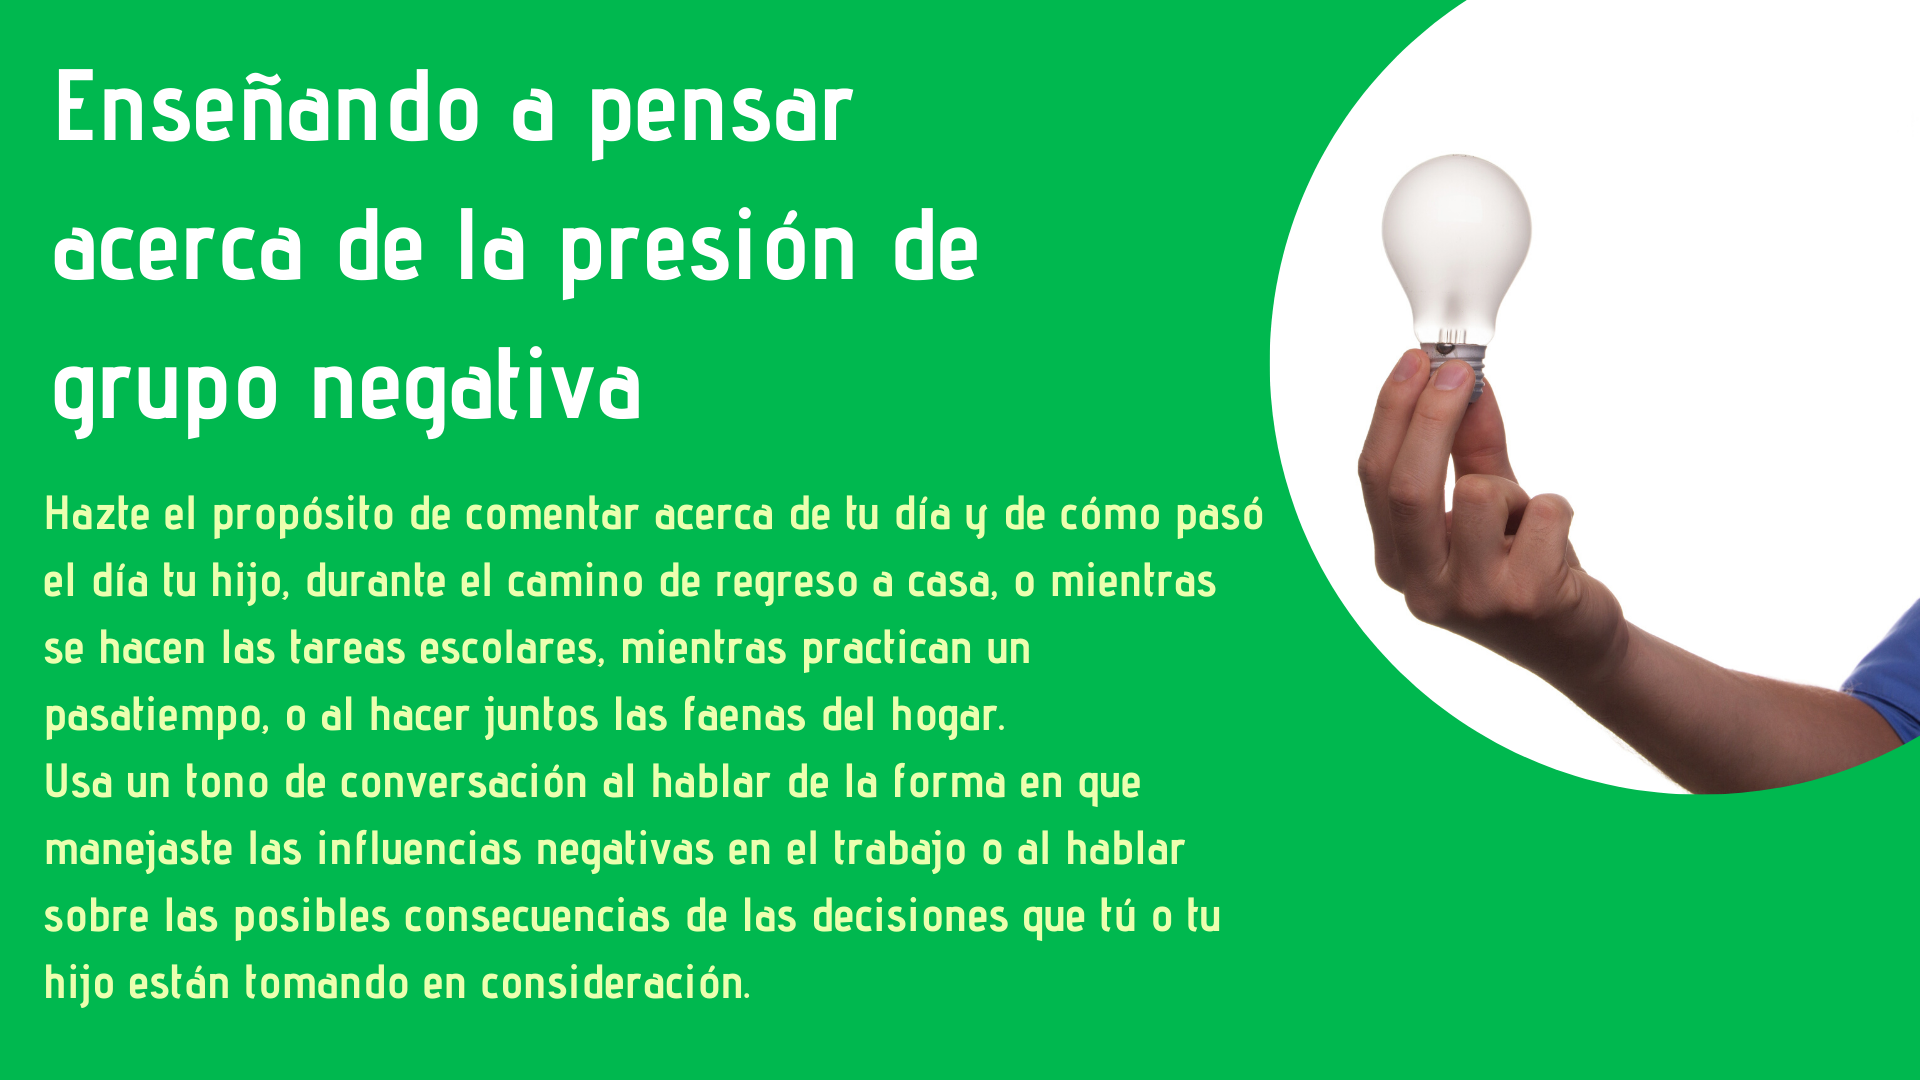 Enseñando a pensar
acerca de la presión de
grupo negativa
Hazte el propósito de comentar acerca de tu día y de cómo pasó
el día tu hijo, durante el camino de regreso a casa, o mientras
se hacen las tareas escolares, mientras practican un
pasatiempo, o al hacer juntos las faenas del hogar.
Usa un tono de conversación al hablar de la forma en que
manejaste las influencias negativas en el trabajo o al hablar
sobre las posibles consecuencias de las decisiones que tú o tu
hijo están tomando en consideración.